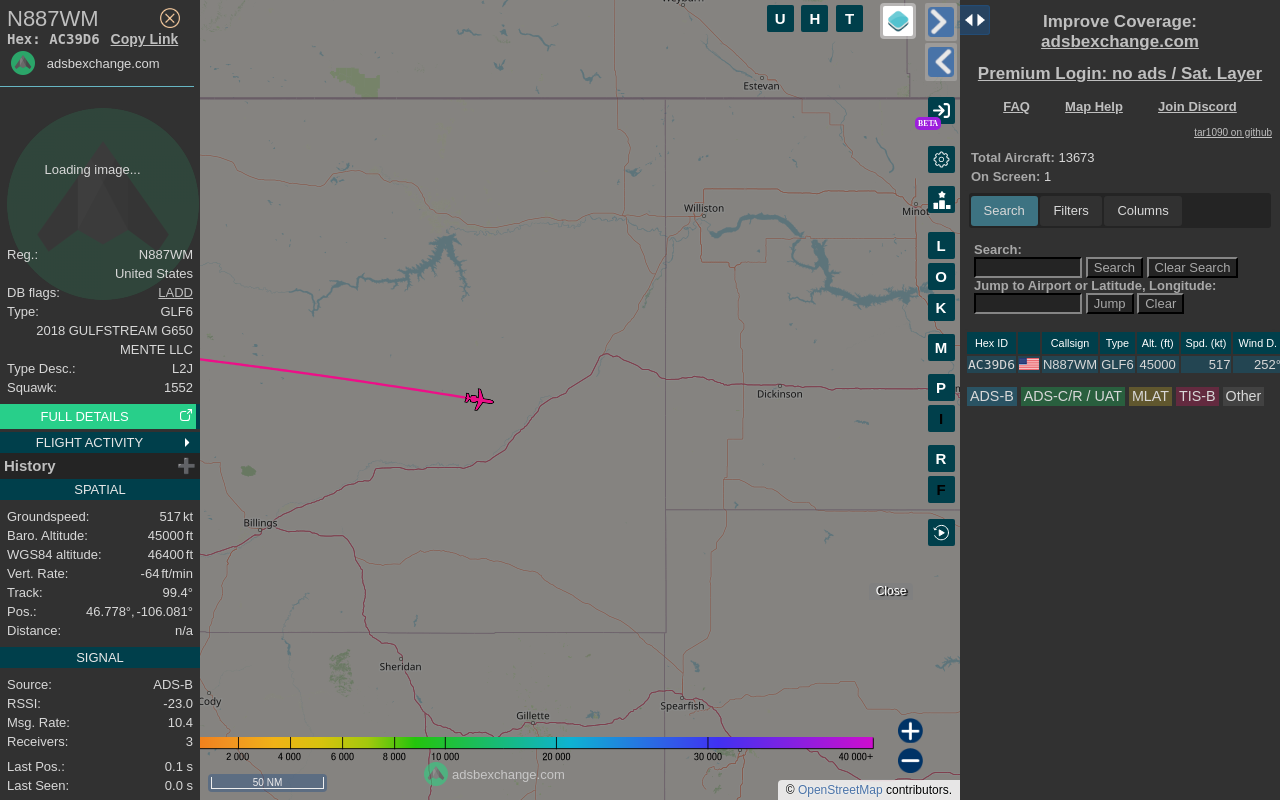 N887WM
Hex: AC39D6 Copy Link
adsbexchange.com
Loading image...
Reg.: N887WM
United States
DB flags: LADD
Type: GLF6
2018 GULFSTREAM G650
MENTE LLC
Type Desc.: L2J
Squawk: 1552
FULL DETAILS
FLIGHT ACTIVITY
History
SPATIAL
Groundspeed: 517 kt
Baro. Altitude: 45000 ft
WGS84 altitude: 46400 ft
Vert. Rate: -64 ft/min
Track: 99.4°
Pos.: 46.778°, -106.081°
Distance: n/a
SIGNAL
Source: ADS-B
RSSI: -23.0
Msg. Rate: 10.4
Receivers: 3
Last Pos.: 0.1 s
Last Seen: 0.0 s
Weyburn
U H T
Estevan
BETA
Williston
Minot
L
O
K
M
P
I
R
F
Dickinson
Billings
Close
Sheridan
Cody
Gillette
Spearfish
2 000 4 000 6 000 8 000 10 000 20 000 30 000 40 000+
adsbexchange.com
50 NM
© OpenStreetMap contributors.
Improve Coverage:
adsbexchange.com
Premium Login: no ads / Sat. Layer
FAQ Map Help Join Discord
tar1090 on github
Total Aircraft: 13673
On Screen: 1
Search Filters Columns
Search:
Search Clear Search
Jump to Airport or Latitude, Longitude:
Jump Clear
Hex ID Callsign Type Alt. (ft) Spd. (kt) Wind D.
AC39D6 N887WM GLF6 45000 517 252°
ADS-B ADS-C/R / UAT MLAT TIS-B Other